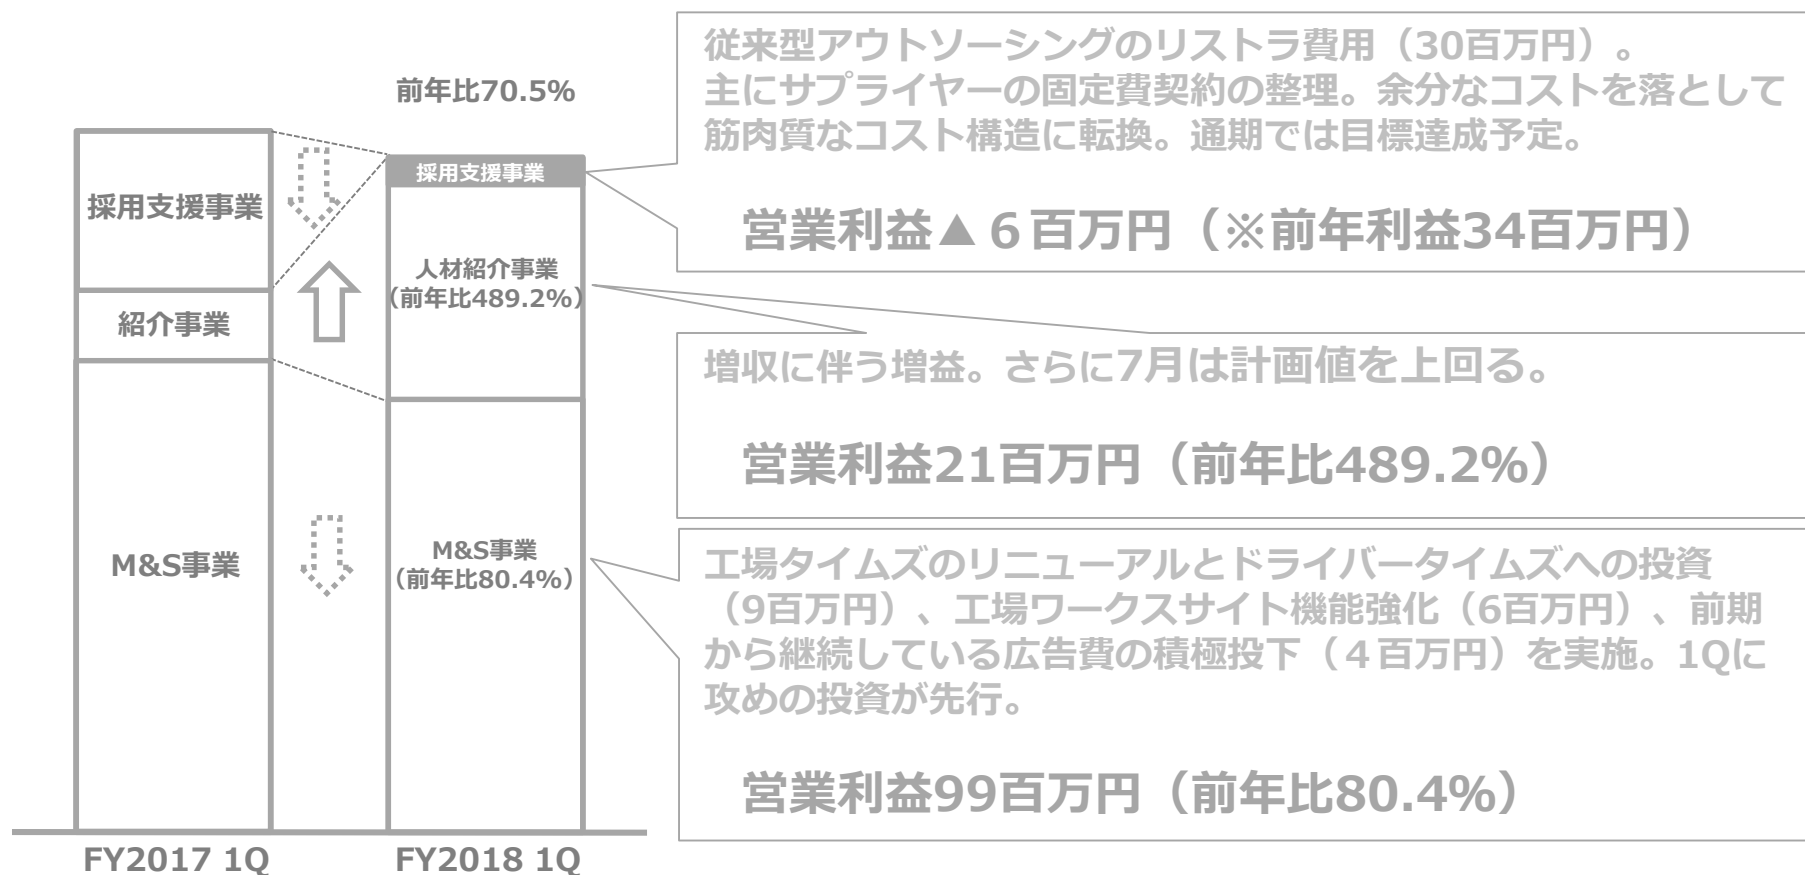 前年比70.5%
採用支援事業
紹介事業
M&S事業
FY2017 1Q
採用支援事業
人材紹介事業
(前年比489.2%)
M&S事業
(前年比80.4%)
FY2018 1Q
従来型アウトソーシングのリストラ費用（30百万円）。
主にサプライヤーの固定費契約の整理。余分なコストを落として
筋肉質なコスト構造に転換。通期では目標達成予定。
営業利益▲６百万円（※前年利益34百万円）
増収に伴う増益。さらに7月は計画値を上回る。
営業利益21百万円（前年比489.2%）
工場タイムズのリニューアルとドライバータイムズへの投資
（9百万円）、工場ワークスサイト機能強化（6百万円）、前期
から継続している広告費の積極投下（４百万円）を実施。1Qに
攻めの投資が先行。
営業利益99百万円（前年比80.4%）